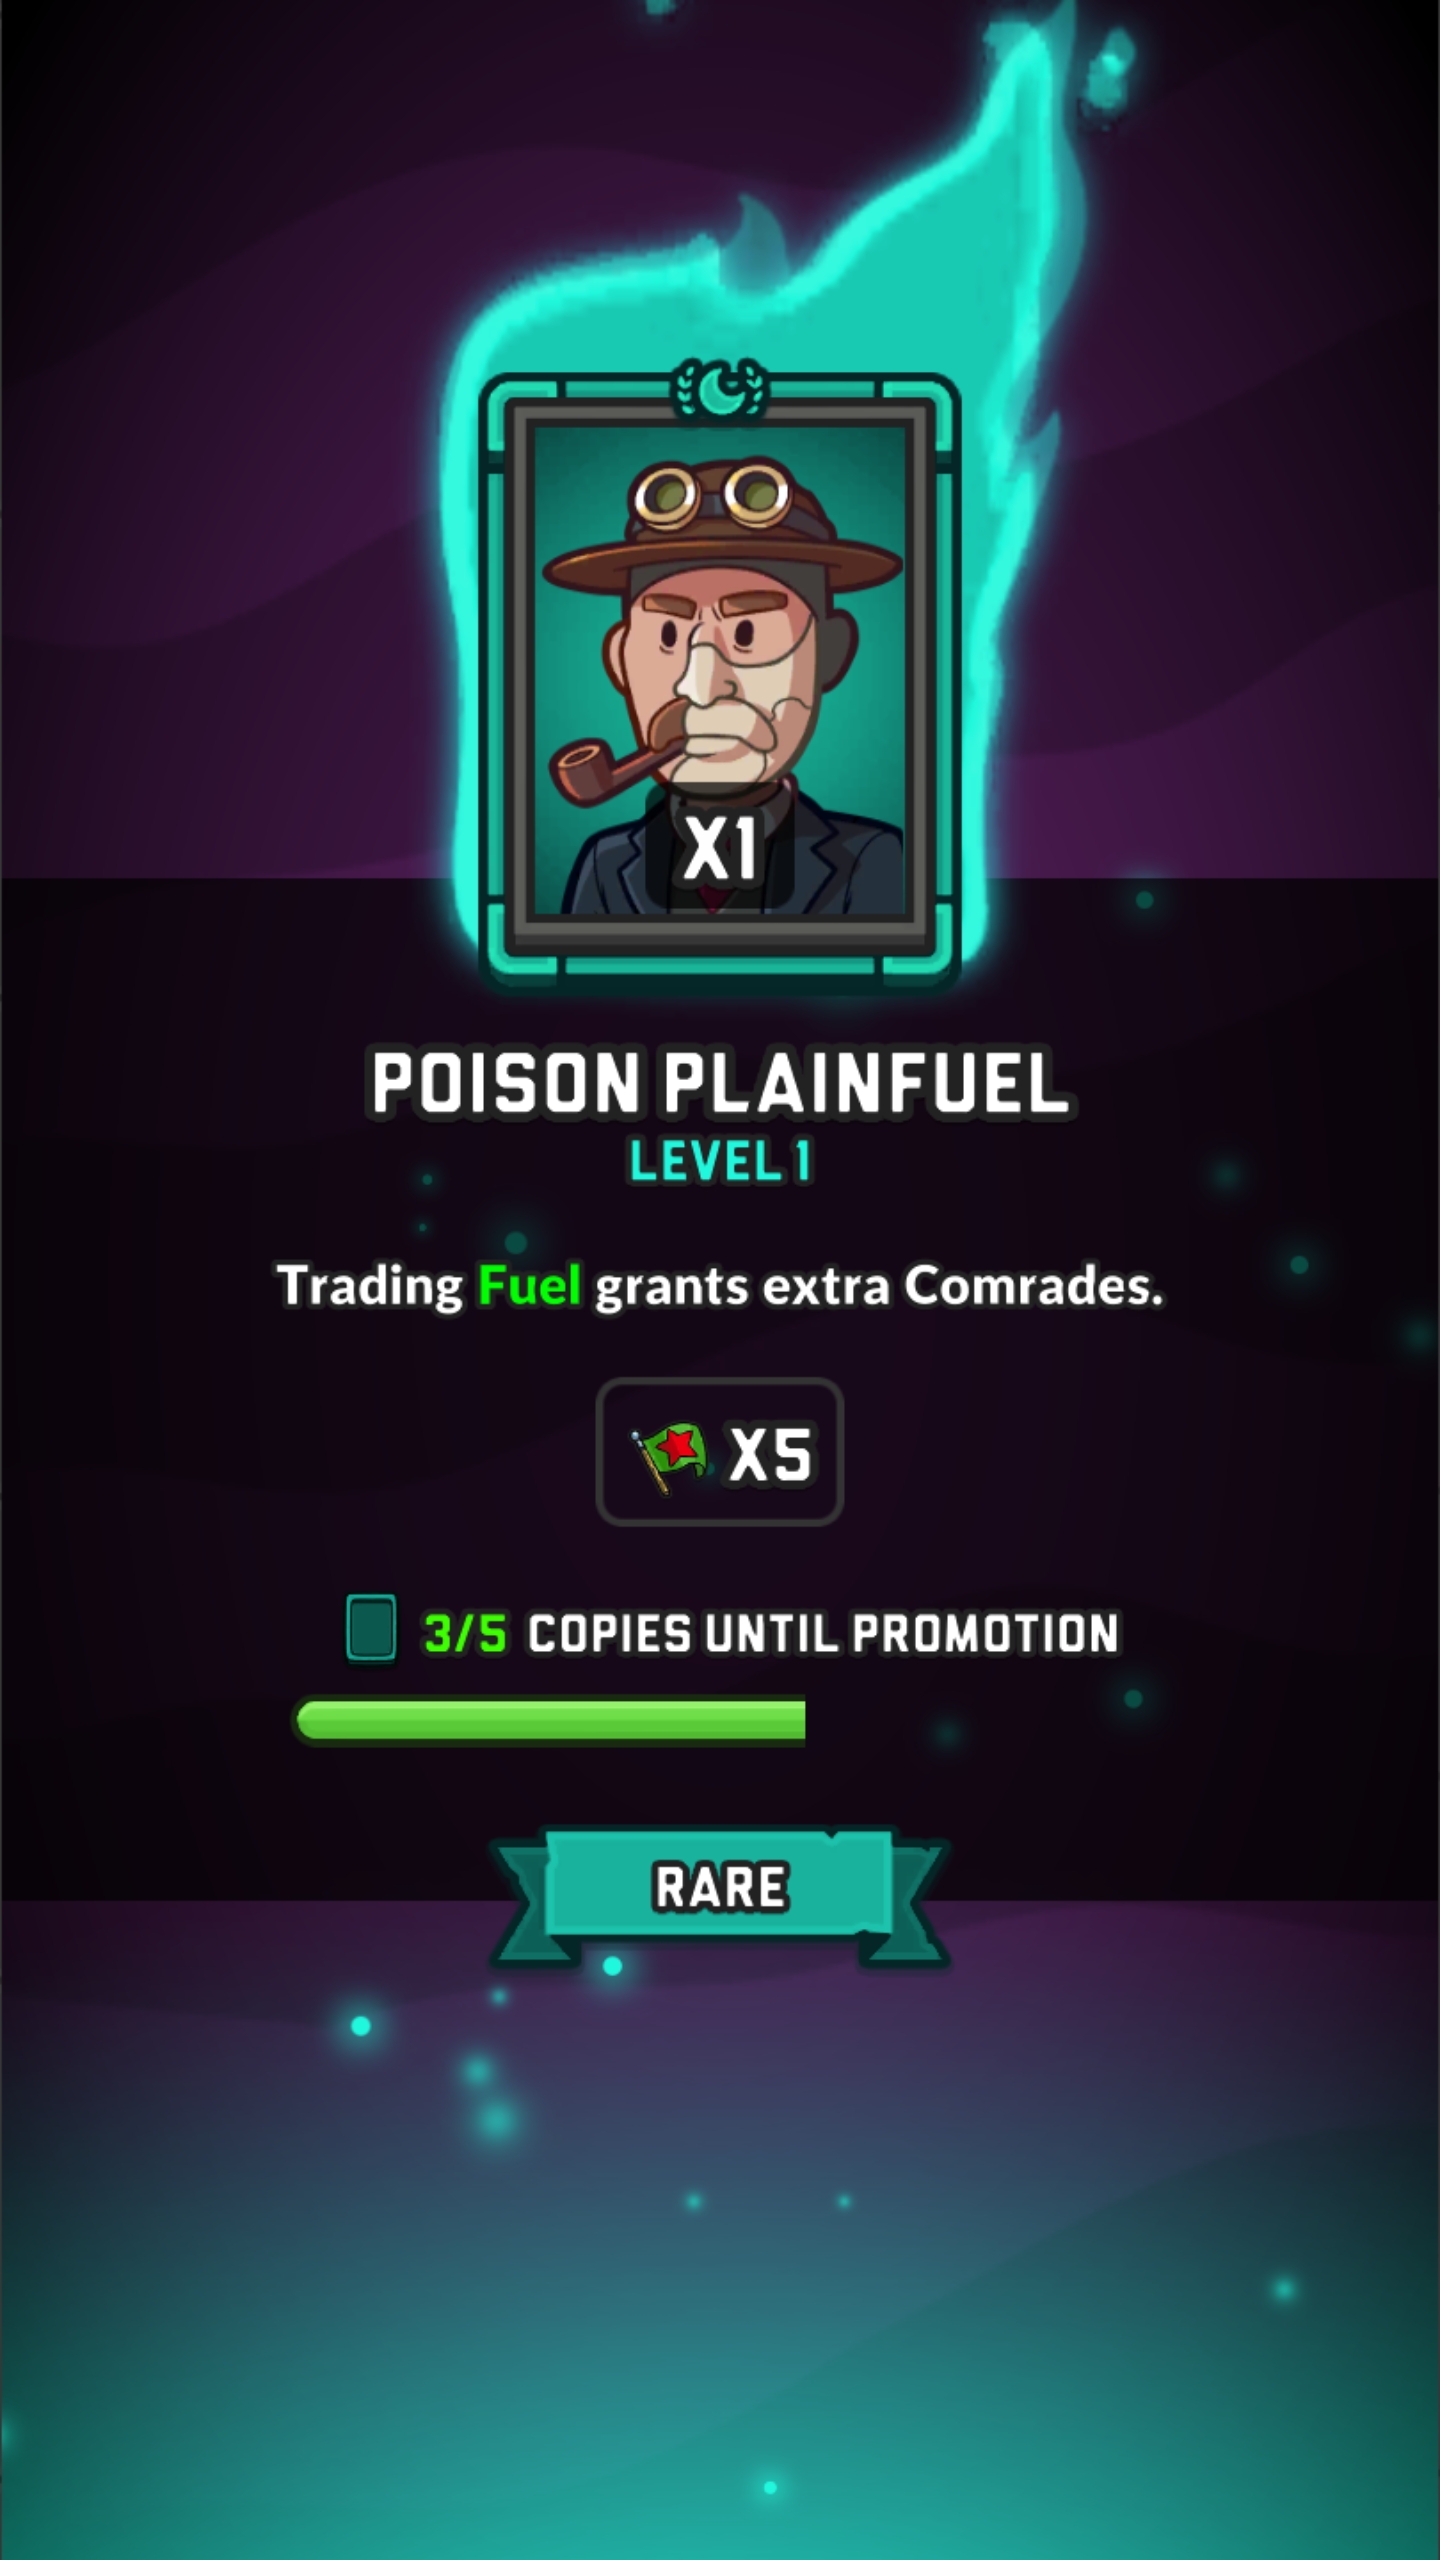 X1
POISON PLAINFUEL
LEVEL 1
Trading Fuel grants extra Comrades.
X5
3/5 COPIES UNTIL PROMOTION
RARE